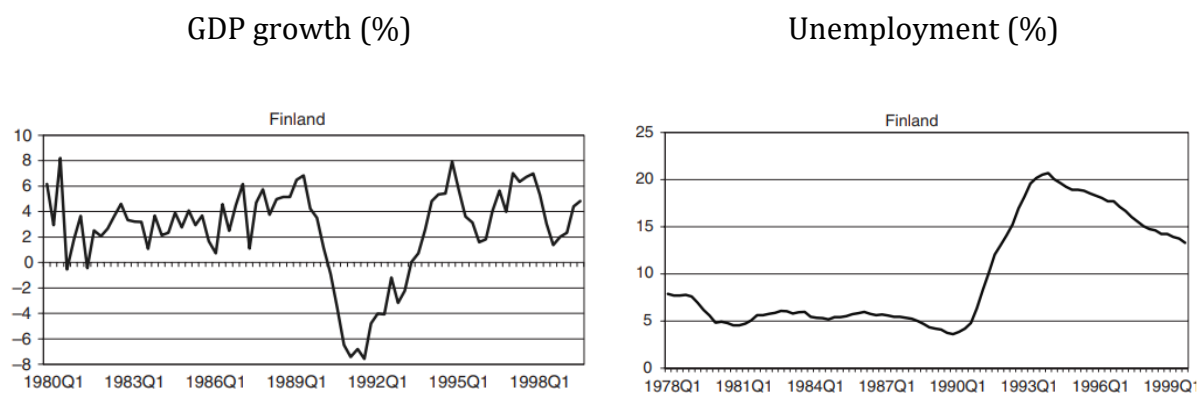 GDP growth (%)
Unemployment (%)
Finland
10
8
6
4
2
0
–2
–4
–6
–8
1980Q1 1983Q1 1986Q1 1989Q1 1992Q1 1995Q1 1998Q1
Finland
25
20
15
10
5
0
1978Q1 1981Q1 1984Q1 1987Q1 1990Q1 1993Q1 1996Q1 1999Q1